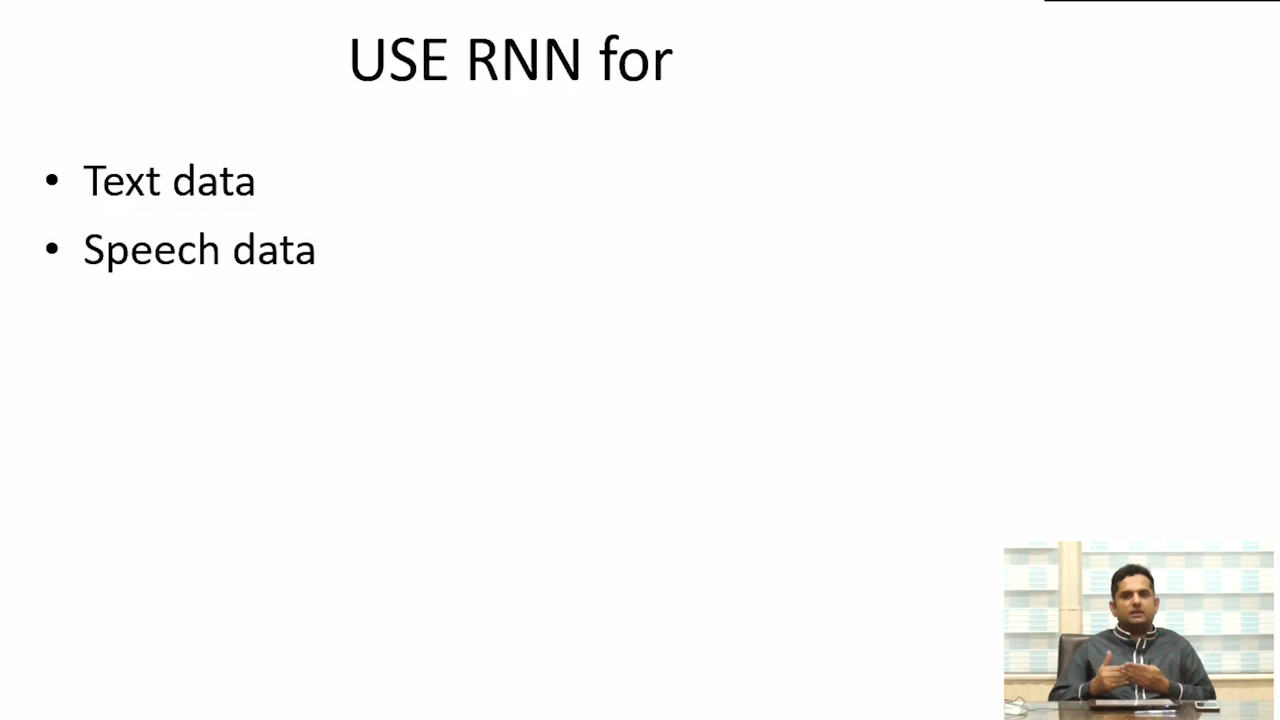 USE RNN for
• Text data
• Speech data